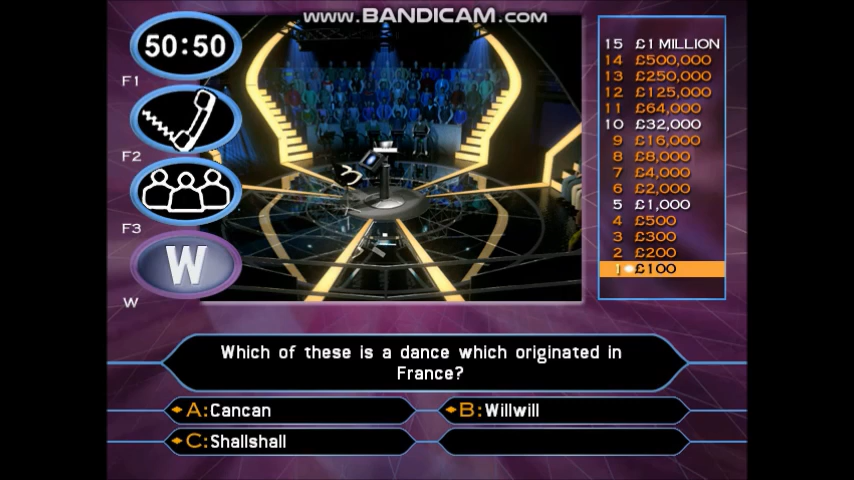 www.BANDICAM.com
50:50
F1
F2
F3
W
W
15 £1 MILLION
14 £500,000
13 £250,000
12 £125,000
11 £64,000
10 £32,000
9 £16,000
8 £8,000
7 £4,000
6 £2,000
5 £1,000
4 £500
3 £300
2 £200
1 £100
Which of these is a dance which originated in
France?
A: Cancan
B: Willwill
C: Shallshall